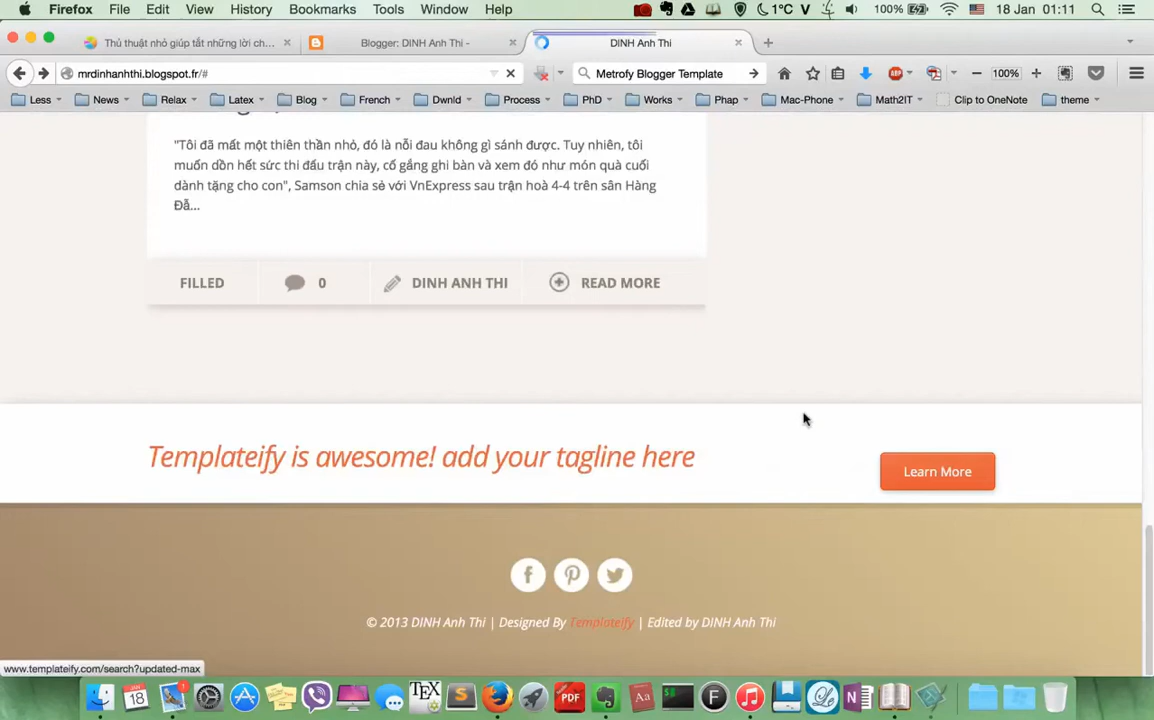 Firefox File Edit View History Bookmarks Tools Window Help 1°C V 100% 18 Jan 01:11
Thủ thuật nhỏ giúp tắt những lời ch... Blogger: DINH Anh Thi - DINH Anh Thi
mrdinhanhthi.blogspot.fr/# Metrofy Blogger Template 100%
Less News Relax Latex Blog French Dwnld Process PhD Works Phap Mac-Phone Math2IT Clip to OneNote theme
"Tôi đã mất một thiên thần nhỏ, đó là nỗi đau không gì sánh được. Tuy nhiên, tôi
muốn dồn hết sức thi đấu trận này, cố gắng ghi bàn và xem đó như món quà cuối
dành tặng cho con", Samson chia sẻ với VnExpress sau trận hoà 4-4 trên sân Hàng
Đẫ...
FILLED 0 DINH ANH THI READ MORE
Templateify is awesome! add your tagline here
Learn More
© 2013 DINH Anh Thi | Designed By Templateify | Edited by DINH Anh Thi
www.templateify.com/search?updated-max